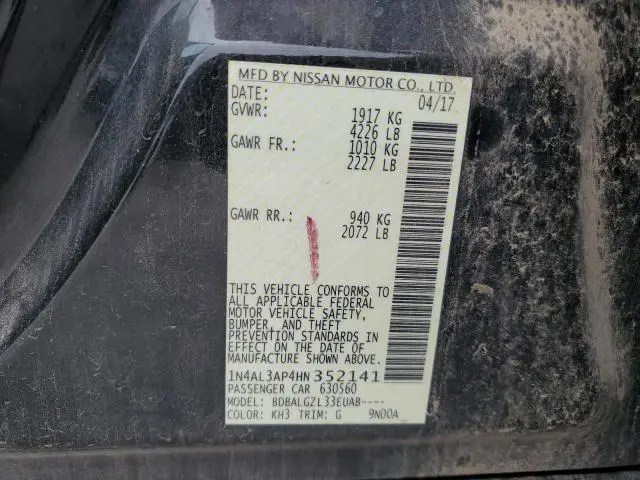 MFD BY NISSAN MOTOR CO., LTD.
DATE: 04/17
GVWR: 1917 KG
4226 LB
GAWR FR.: 1010 KG
2227 LB
GAWR RR.: 940 KG
2072 LB
THIS VEHICLE CONFORMS TO
ALL APPLICABLE FEDERAL
MOTOR VEHICLE SAFETY,
BUMPER, AND THEFT
PREVENTION STANDARDS
IN EFFECT ON THE DATE OF
MANUFACTURE SHOWN ABOVE.
1N4AL3AP4HN352141
PASSENGER CAR 630560
MODEL: BDBALGZL33EUAB----
COLOR: KH3 TRIM: G 9N00A